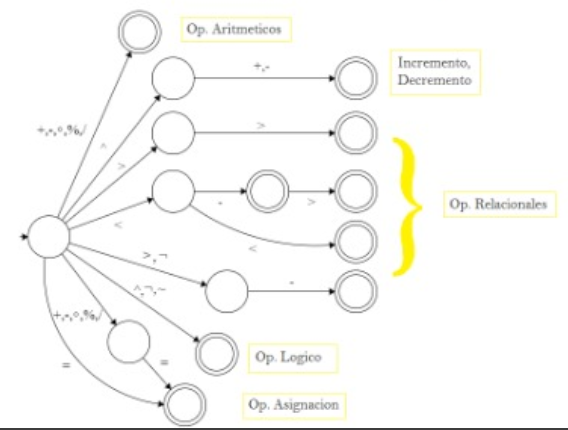 Op. Aritmeticos
+,-
Incremento,
Decremento
+,-,*,%,/
^
>
>
-
>
Op. Relacionales
<
<
>,¬
-
^,¬,~
+,-,*,%,/
Op. Logico
=
=
Op. Asignacion